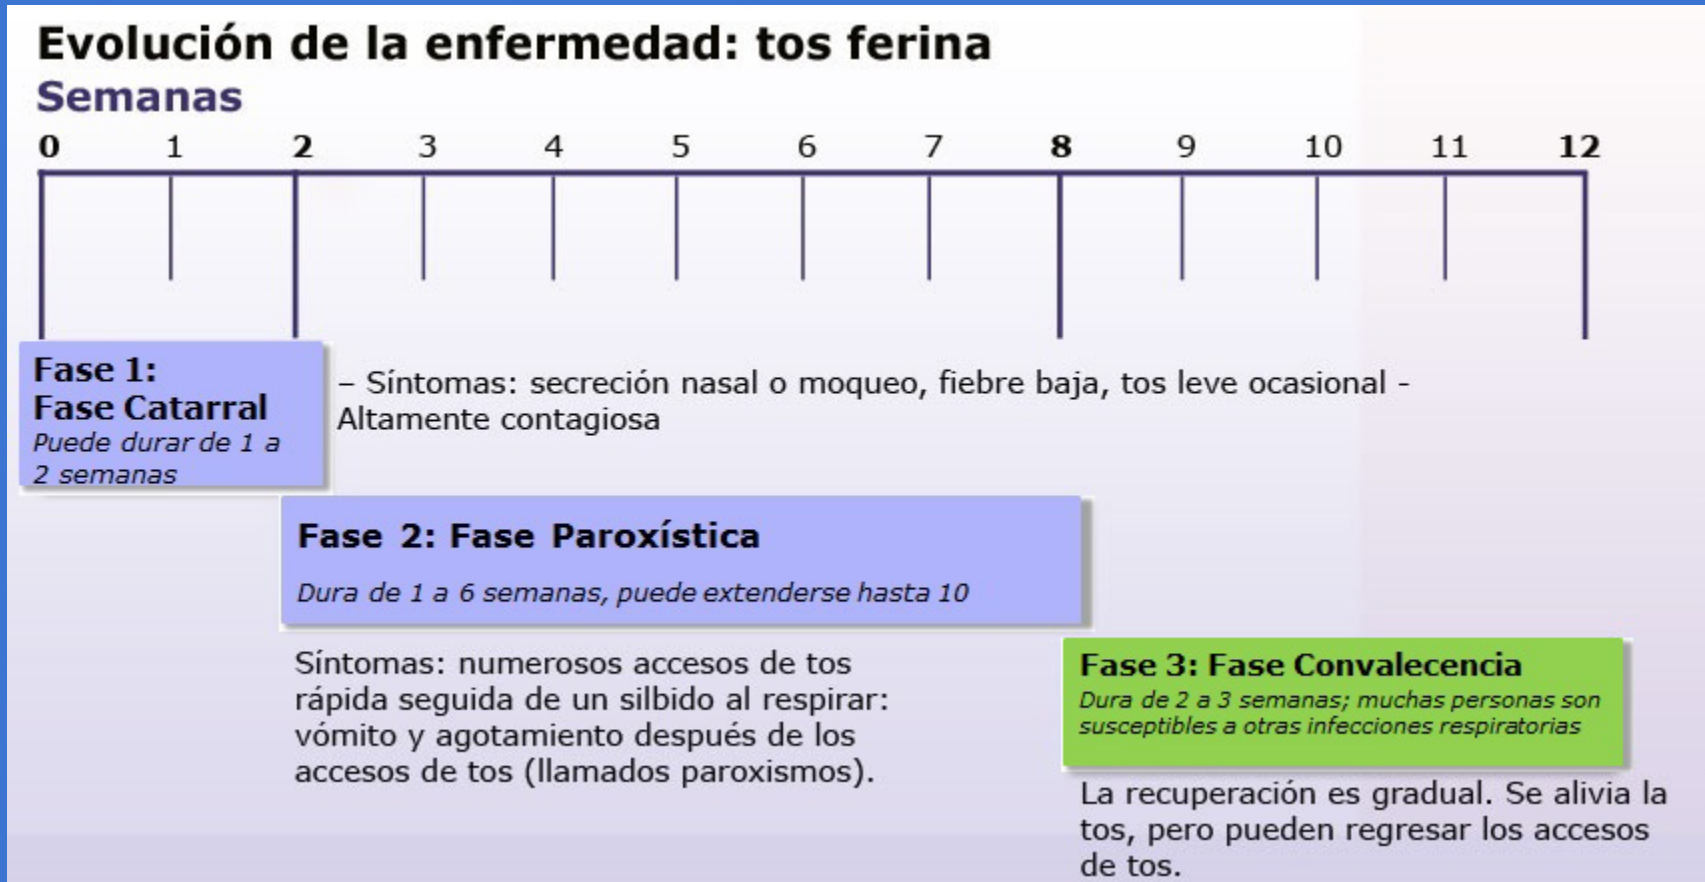 Evolución de la enfermedad: tos ferina
Semanas
0 1 2 3 4 5 6 7 8 9 10 11 12
Fase 1:
Fase Catarral
Puede durar de 1 a
2 semanas
– Síntomas: secreción nasal o moqueo, fiebre baja, tos leve ocasional -
Altamente contagiosa
Fase 2: Fase Paroxística
Dura de 1 a 6 semanas, puede extenderse hasta 10
Síntomas: numerosos accesos de tos
rápida seguida de un silbido al respirar:
vómito y agotamiento después de los
accesos de tos (llamados paroxismos).
Fase 3: Fase Convalecencia
Dura de 2 a 3 semanas; muchas personas son
susceptibles a otras infecciones respiratorias
La recuperación es gradual. Se alivia la
tos, pero pueden regresar los accesos
de tos.